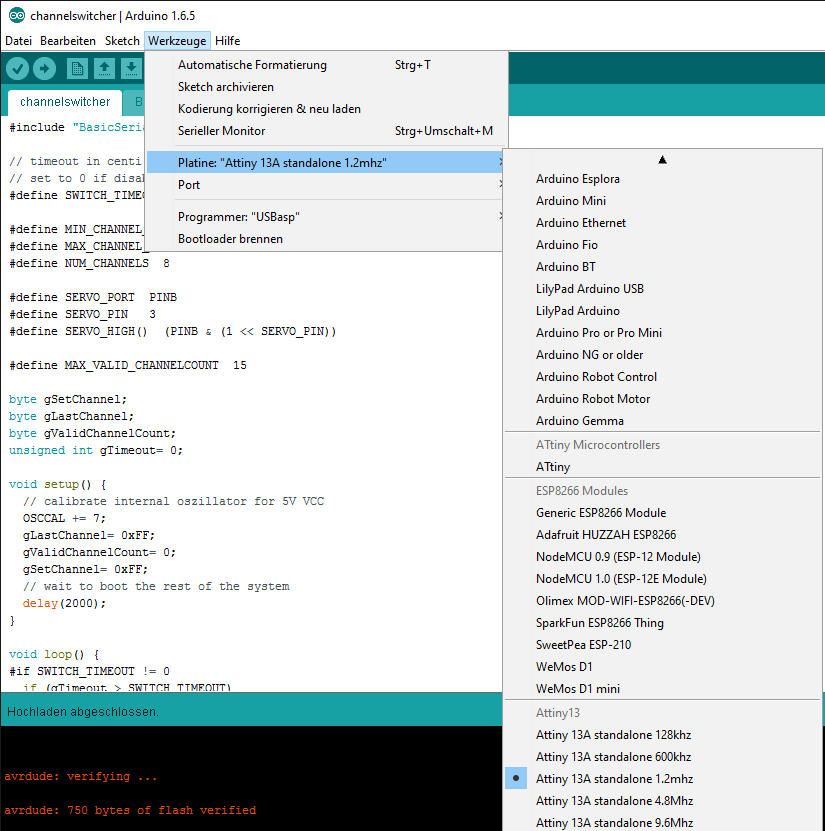 channelswitcher | Arduino 1.6.5
Datei Bearbeiten Sketch Werkzeuge Hilfe
Automatische Formatierung Strg+T
Sketch archivieren
Kodierung korrigieren & neu laden
Serieller Monitor Strg+Umschalt+M
Platine: "Attiny 13A standalone 1.2mhz"
Port
Programmer: "USBasp"
Bootloader brennen
channelswitcher B
#include "BasicSeria
// timeout in centi
// set to 0 if disab
#define SWITCH_TIMEO
#define MIN_CHANNEL_
#define MAX_CHANNEL_
#define NUM_CHANNELS 8
#define SERVO_PORT PINB
#define SERVO_PIN 3
#define SERVO_HIGH() (PINB & (1 << SERVO_PIN))
#define MAX_VALID_CHANNELCOUNT 15
byte gSetChannel;
byte gLastChannel;
byte gValidChannelCount;
unsigned int gTimeout= 0;
void setup() {
// calibrate internal oszillator for 5V VCC
OSCCAL += 7;
gLastChannel= 0xFF;
gValidChannelCount= 0;
gSetChannel= 0xFF;
// wait to boot the rest of the system
delay(2000);
}
void loop() {
#if SWITCH_TIMEOUT != 0
if (gTimeout > SWITCH_TIMEOUT)
Hochladen abgeschlossen.
avrdude: verifying ...
avrdude: 750 bytes of flash verified
Arduino Esplora
Arduino Mini
Arduino Ethernet
Arduino Fio
Arduino BT
LilyPad Arduino USB
LilyPad Arduino
Arduino Pro or Pro Mini
Arduino NG or older
Arduino Robot Control
Arduino Robot Motor
Arduino Gemma
ATtiny Microcontrollers
ATtiny
ESP8266 Modules
Generic ESP8266 Module
Adafruit HUZZAH ESP8266
NodeMCU 0.9 (ESP-12 Module)
NodeMCU 1.0 (ESP-12E Module)
Olimex MOD-WIFI-ESP8266(-DEV)
SparkFun ESP8266 Thing
SweetPea ESP-210
WeMos D1
WeMos D1 mini
Attiny13
Attiny 13A standalone 128khz
Attiny 13A standalone 600khz
Attiny 13A standalone 1.2mhz
Attiny 13A standalone 4.8Mhz
Attiny 13A standalone 9.6Mhz